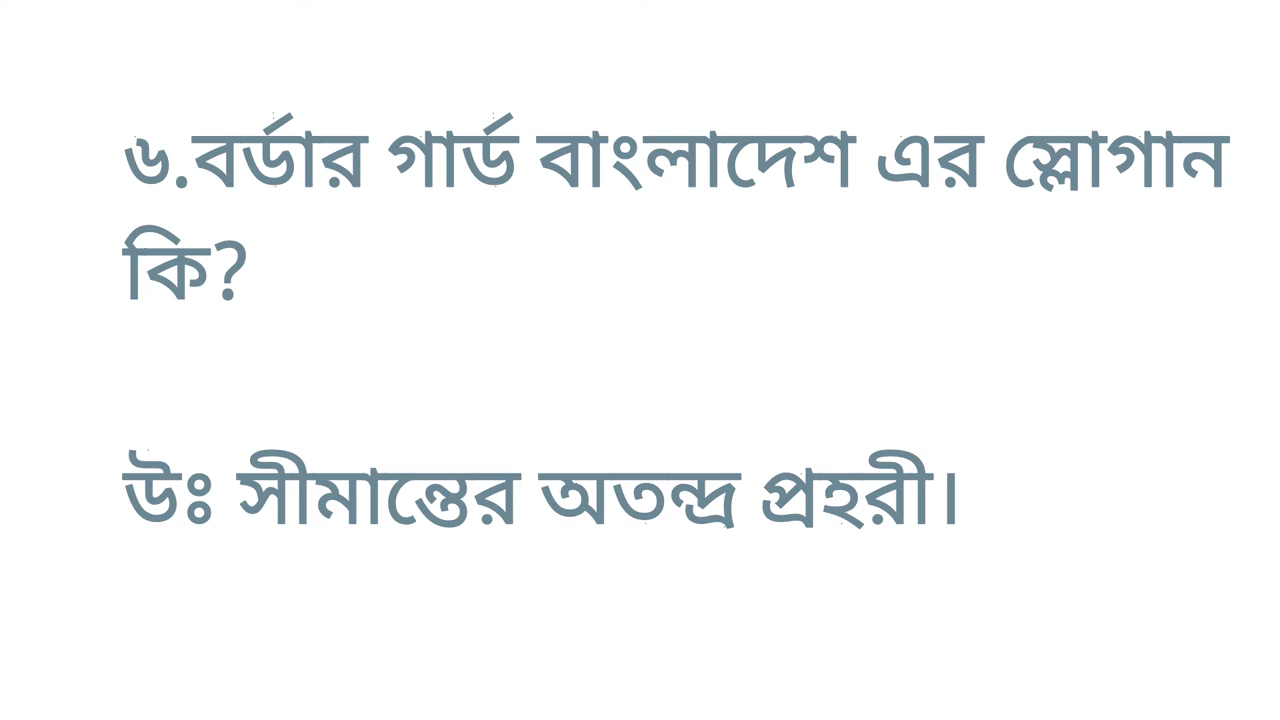 ৬.বর্ডার গার্ড বাংলাদেশ এর স্লোগান
কি?
উঃ সীমান্তের অতন্দ্র প্রহরী।